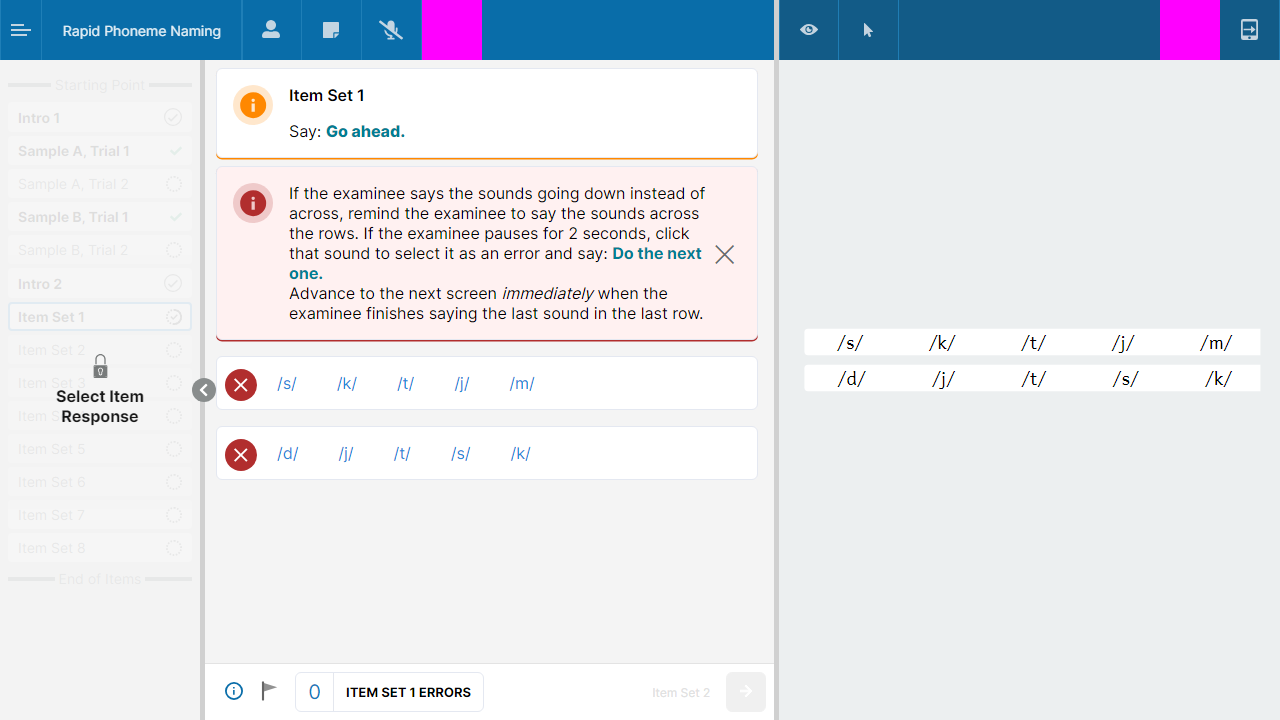 Rapid Phoneme Naming
Starting Point
Intro 1
Sample A, Trial 1
Sample A, Trial 2
Sample B, Trial 1
Sample B, Trial 2
Intro 2
Item Set 1
Item Set 2
Item Set 3
Select Item
Response
Item Set 5
Item Set 6
Item Set 7
Item Set 8
End of Items
Item Set 1
Say: Go ahead.
If the examinee says the sounds going down instead of
across, remind the examinee to say the sounds across
the rows. If the examinee pauses for 2 seconds, click
that sound to select it as an error and say: Do the next
one.
Advance to the next screen immediately when the
examinee finishes saying the last sound in the last row.
/s/ /k/ /t/ /j/ /m/
/d/ /j/ /t/ /s/ /k/
0 ITEM SET 1 ERRORS
Item Set 2
/s/ /k/ /t/ /j/ /m/
/d/ /j/ /t/ /s/ /k/